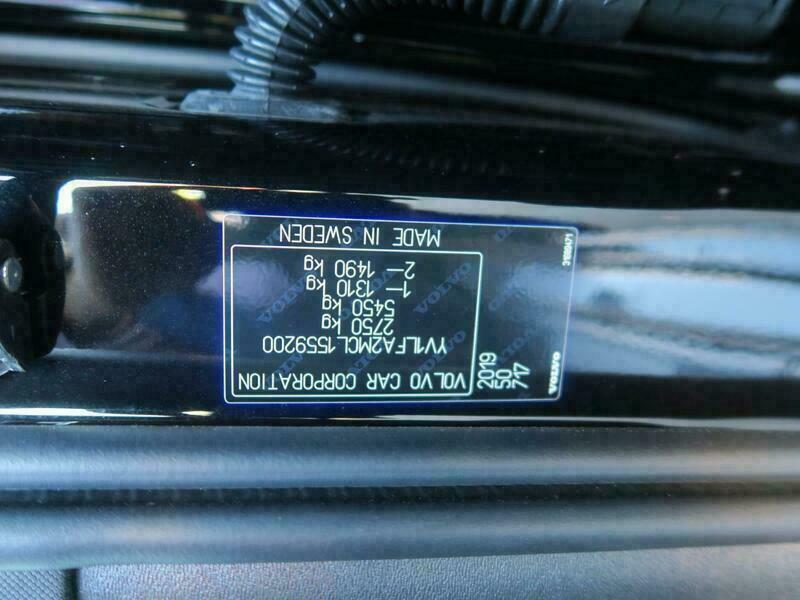 VOLVO CAR CORPORATION
YV1LFA2MCL1559200
2750 kg
5450 kg
1— 1310 kg
2— 1490 kg
MADE IN SWEDEN
2019
50
717
VOLVO